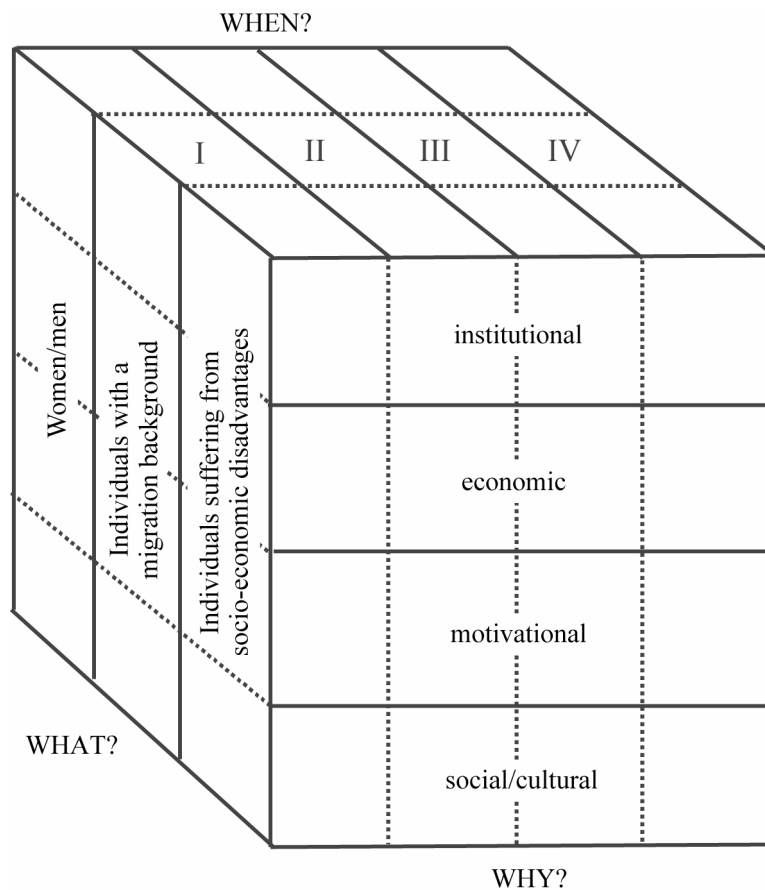 WHEN?
I
II
III
IV
Women/men
Individuals with a
migration background
Individuals suffering from
socio-economic disadvantages
institutional
economic
motivational
social/cultural
WHAT?
WHY?